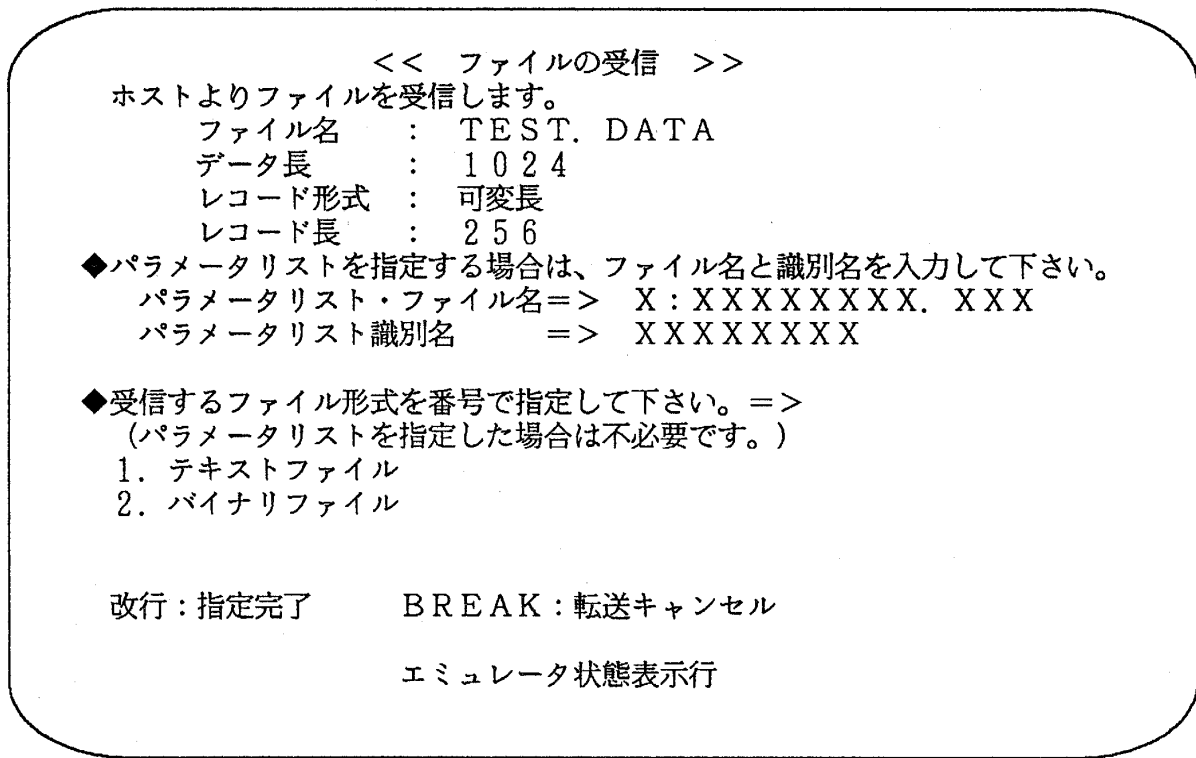 << ファイルの受信 >>
ホストよりファイルを受信します。
ファイル名 : TEST. DATA
データ長 : 1024
レコード形式 : 可変長
レコード長 : 256
◆パラメータリストを指定する場合は、ファイル名と識別名を入力して下さい。
パラメータリスト・ファイル名=> X:XXXXXXXX. XXX
パラメータリスト識別名 => XXXXXXXX
◆受信するファイル形式を番号で指定して下さい。=>
(パラメータリストを指定した場合は不必要です。)
1. テキストファイル
2. バイナリファイル
改行:指定完了 BREAK:転送キャンセル
エミュレータ状態表示行